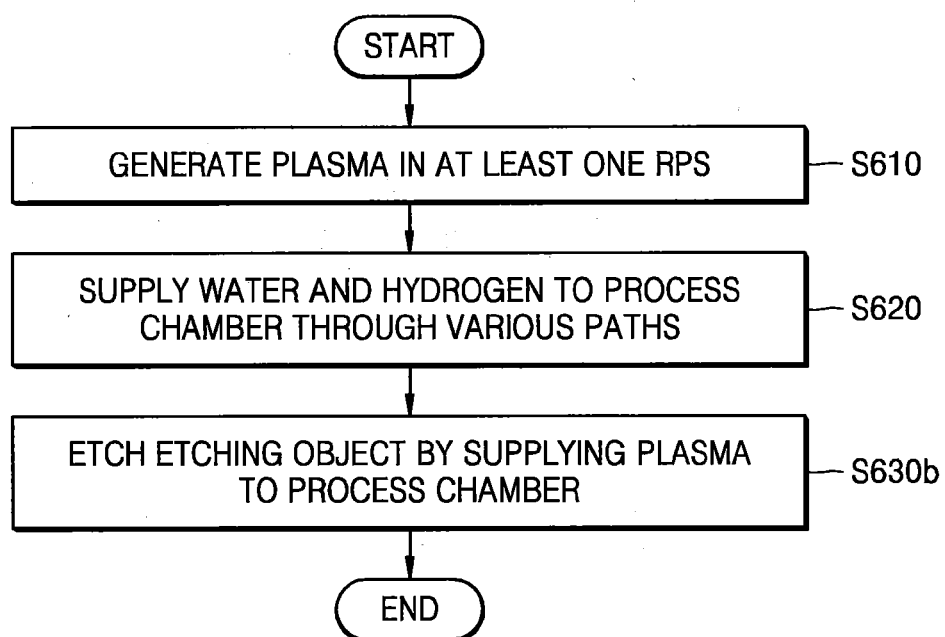 START
GENERATE PLASMA IN AT LEAST ONE RPS
S610
SUPPLY WATER AND HYDROGEN TO PROCESS
CHAMBER THROUGH VARIOUS PATHS
S620
ETCH ETCHING OBJECT BY SUPPLYING PLASMA
TO PROCESS CHAMBER
S630b
END